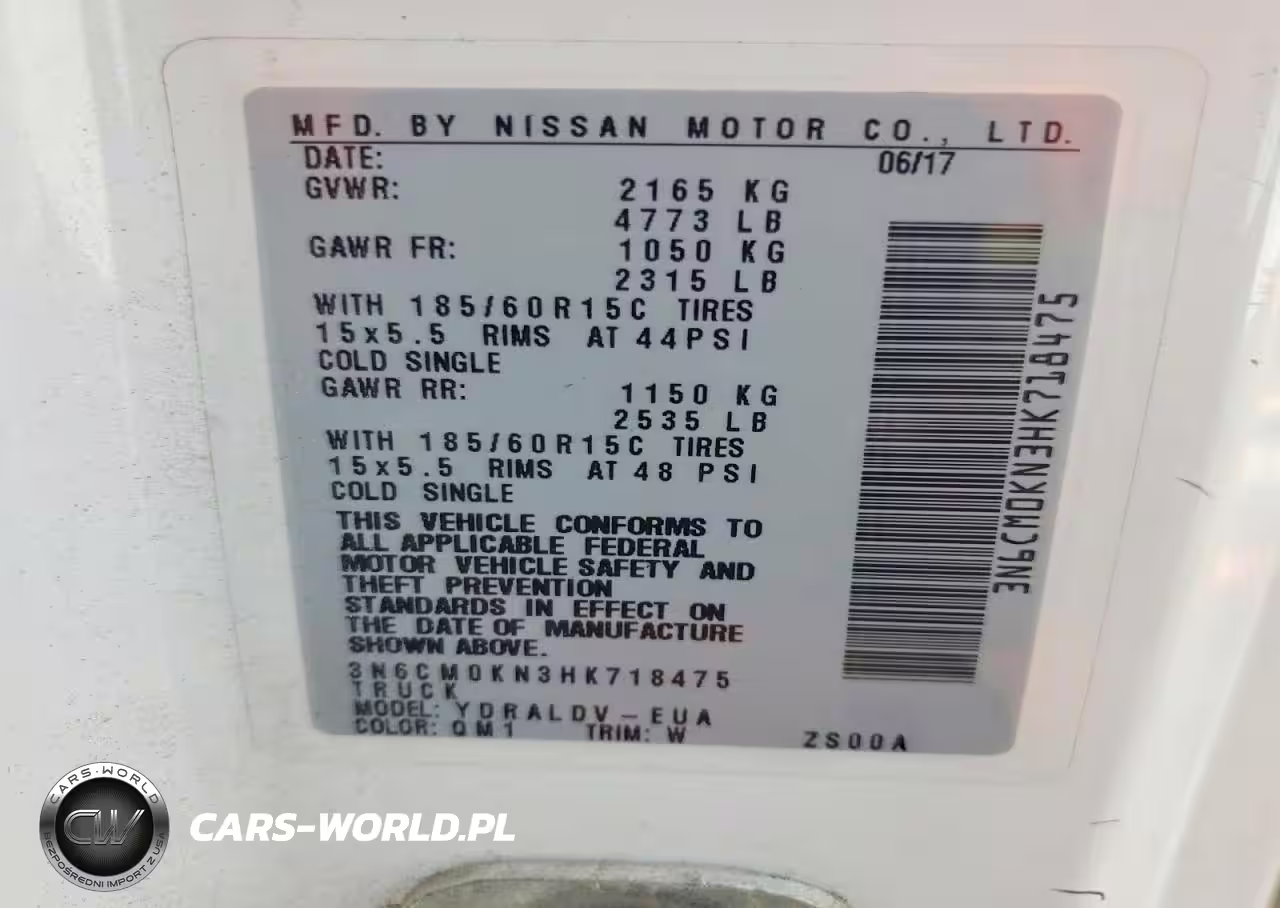 MFD. BY NISSAN MOTOR CO., LTD.
DATE: 06/17
GVWR: 2165 KG
4773 LB
GAWR FR: 1050 KG
2315 LB
WITH 185/60R15C TIRES
15x5.5 RIMS AT 44PSI
COLD SINGLE
GAWR RR: 1150 KG
2535 LB
WITH 185/60R15C TIRES
15x5.5 RIMS AT 48 PSI
COLD SINGLE
THIS VEHICLE CONFORMS TO
ALL APPLICABLE FEDERAL
MOTOR VEHICLE SAFETY AND
THEFT PREVENTION
STANDARDS IN EFFECT ON
THE DATE OF MANUFACTURE
SHOWN ABOVE.
3N6CM0KN3HK718475
TRUCK
MODEL: YDRALDV-EUA
COLOR: QM1 TRIM: W ZS00A
3N6CM0KN3HK718475
CARS-WORLD
CW
BEZPOŚREDNI IMPORT Z USA
CARS-WORLD.PL